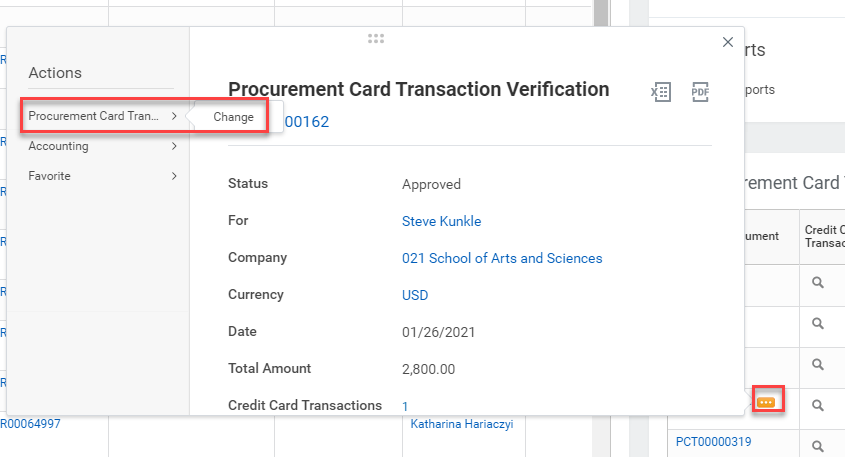 Actions
Procurement Card Tran...
Change
Accounting
Favorite
Procurement Card Transaction Verification
00162
Status
Approved
For
Steve Kunkle
Company
021 School of Arts and Sciences
Currency
USD
Date
01/26/2021
Total Amount
2,800.00
Credit Card Transactions
1
R00064997
Katharina Hariaczyi
rts
ports
rement Card
ument
Credit C
Transac
PCT00000319
X
PDF